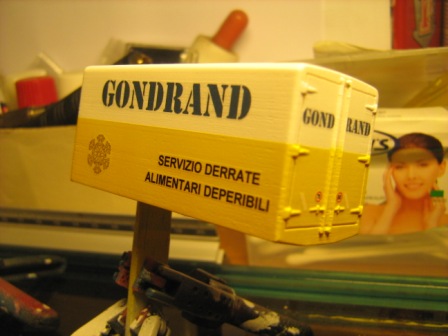 GONDRAND
SERVIZIO DERRATE
ALIMENTARI DEPERIBILI
GOND RAND